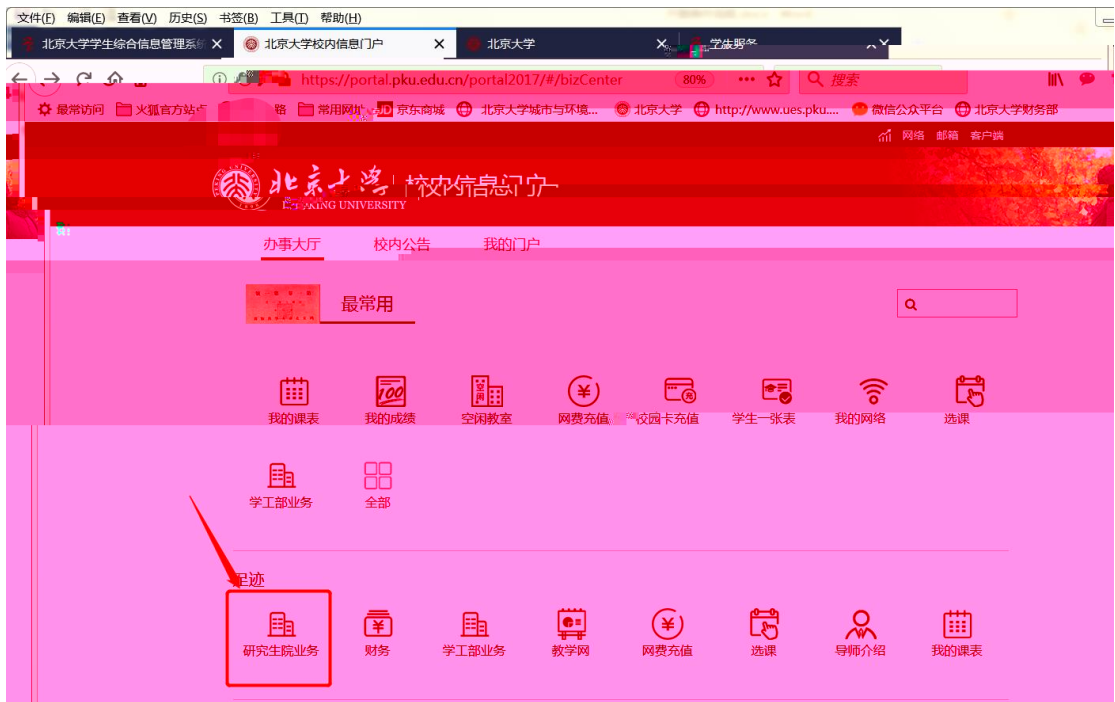 文件(F) 编辑(E) 查看(V) 历史(S) 书签(B) 工具(T) 帮助(H)
北京大学学生综合信息管理系统 北京大学校内信息门户 北京大学
https://portal.pku.edu.cn/portal2017/#/bizCenter 80% 搜索
最常访问 火狐官方站点 常用网址 JD 京东商城 北京大学城市与环境... 北京大学 http://www.ues.pku.... 微信公众平台 北京大学财务部
网络 邮箱 客户端
北京大学 校内信息门户
PEKING UNIVERSITY
办事大厅 校内公告 我的门户
最常用
我的课表 我的成绩 空闲教室 网费充值 校园卡充值 学生一张表 我的网络 选课
学工部业务 全部
足迹
研究生院业务 财务 学工部业务 教学网 网费充值 选课 导师介绍 我的课表